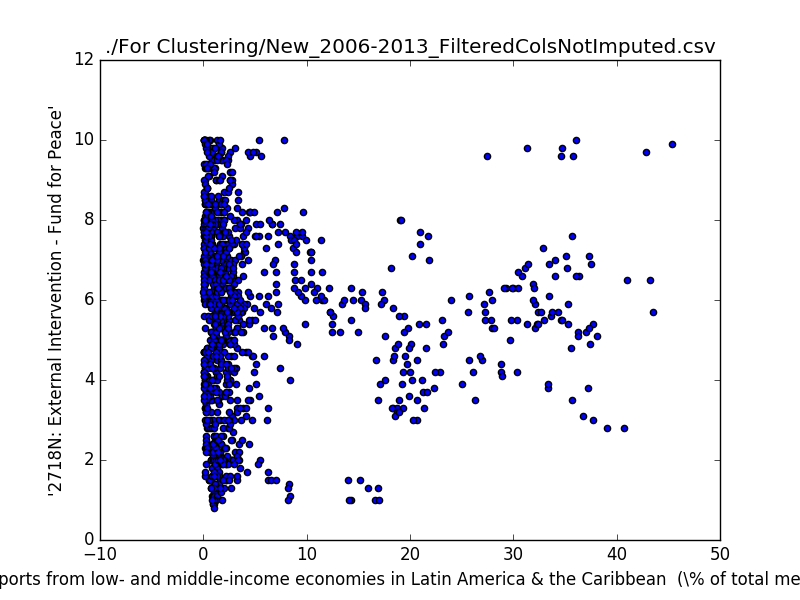 ./For Clustering/New_2006-2013_FilteredColsNotImputed.csv
'2718N: External Intervention - Fund for Peace'
12
10
8
6
4
2
0
−10 0 10 20 30 40 50
ports from low- and middle-income economies in Latin America & the Caribbean (\% of total me